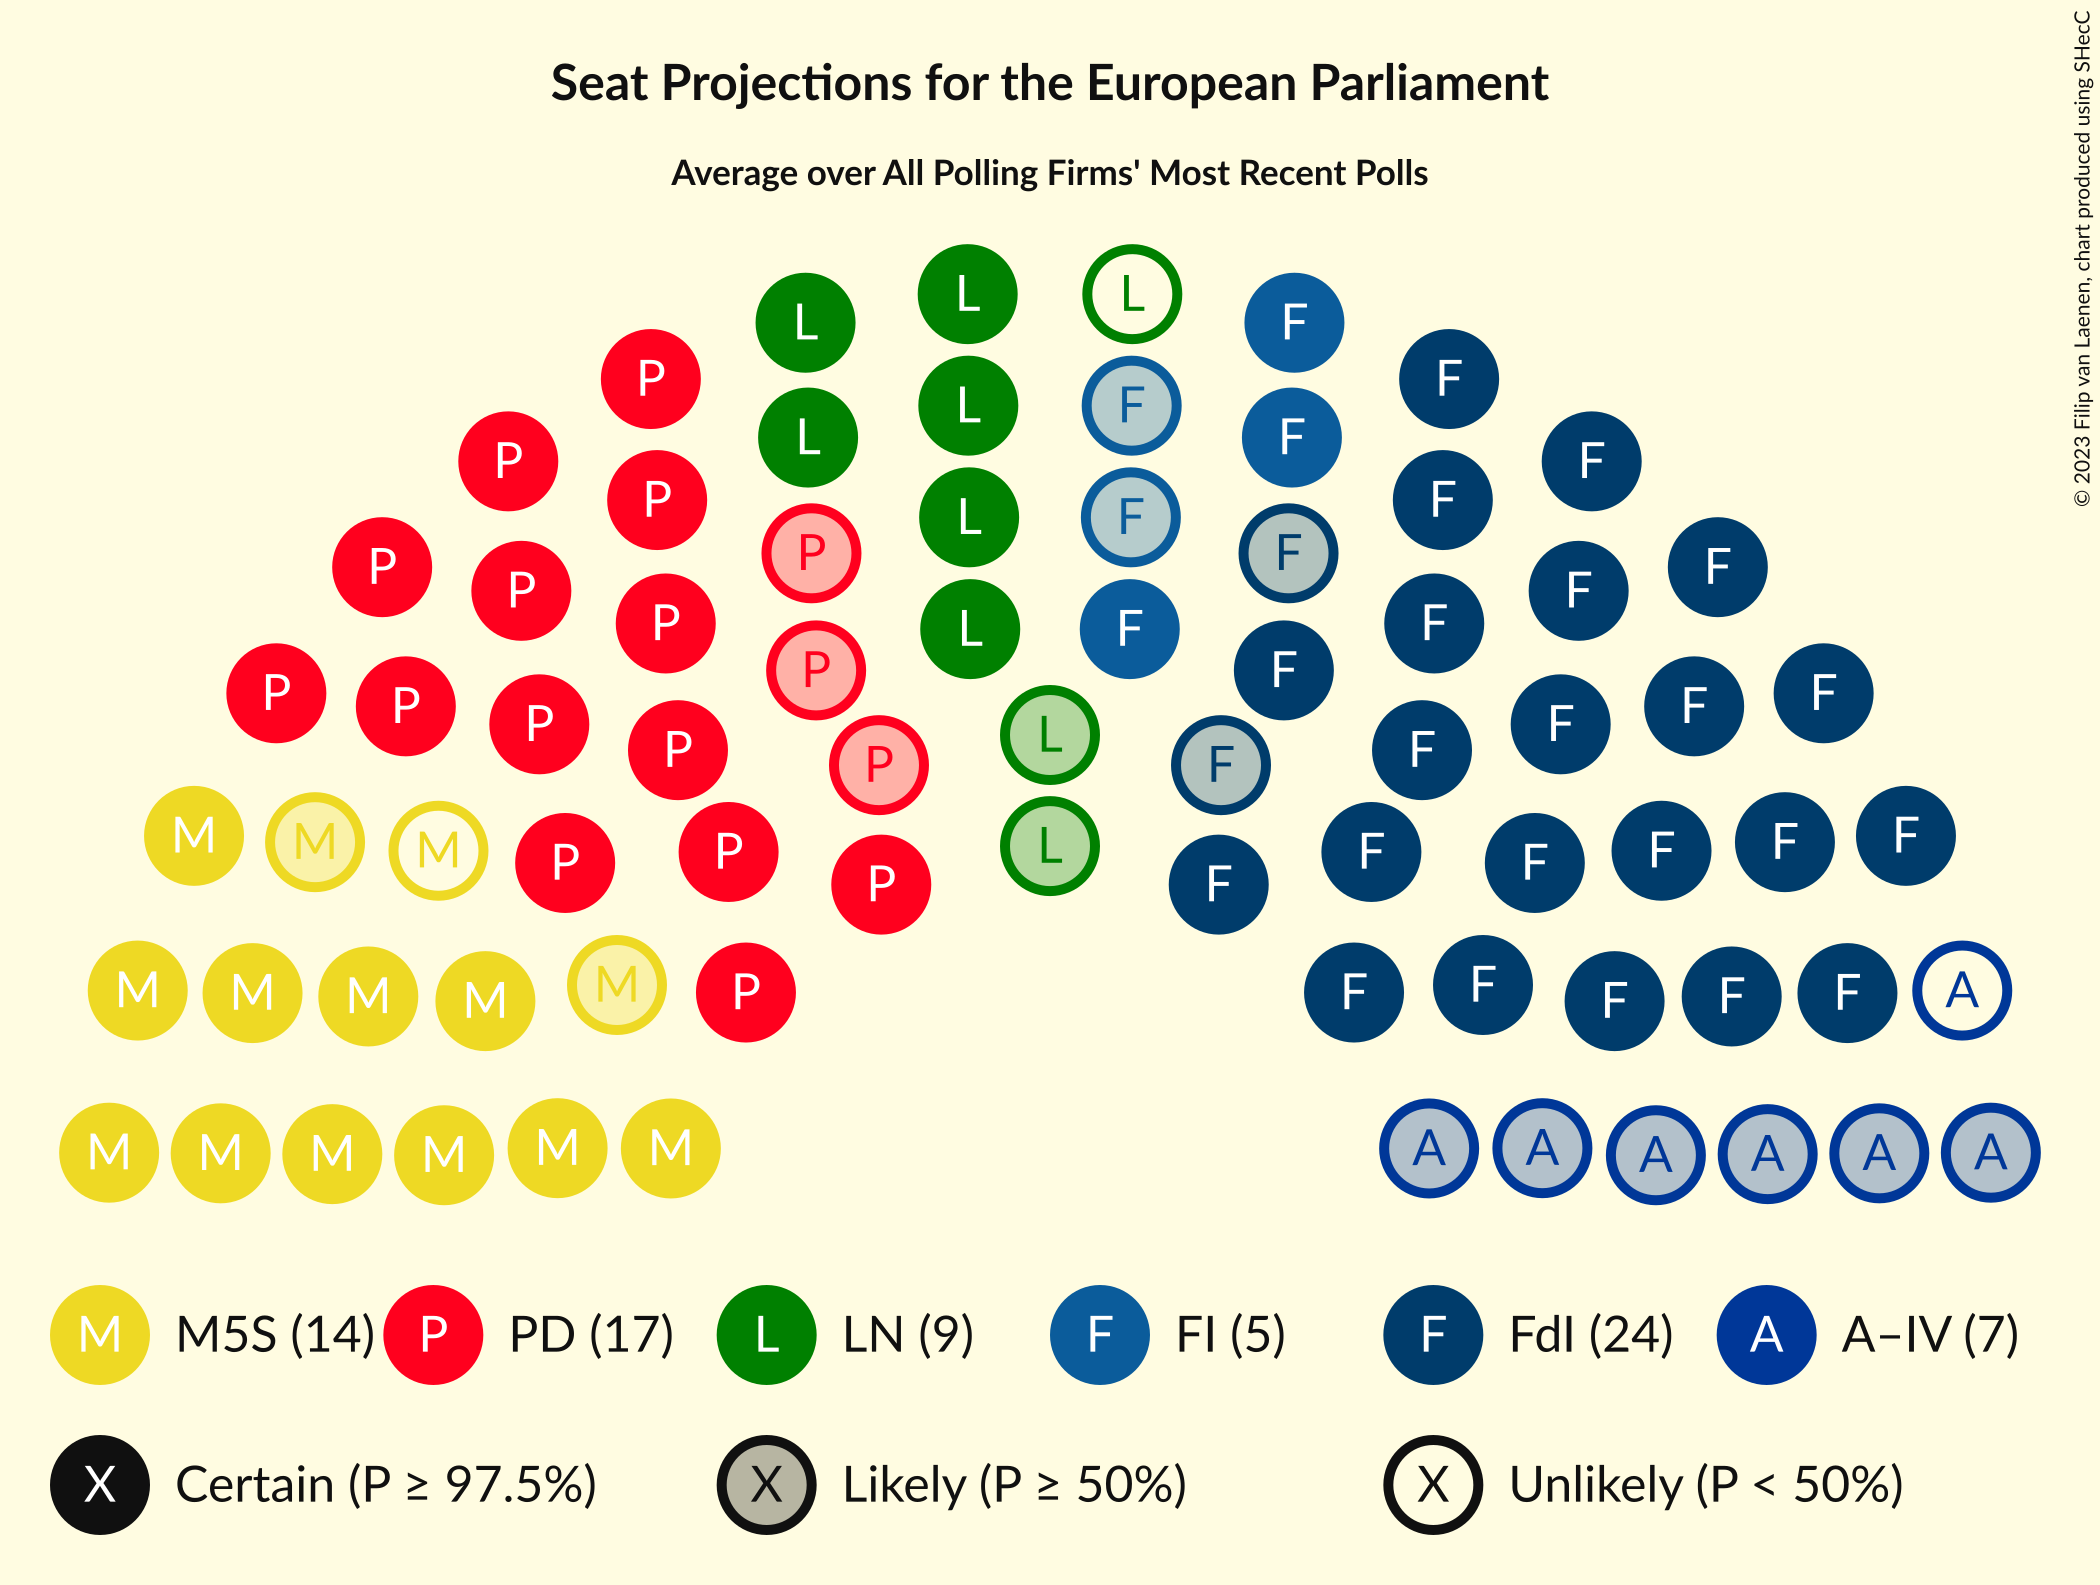 Seat Projections for the European Parliament
Average over All Polling Firms' Most Recent Polls
© 2023 Filip van Laenen, chart produced using SHecC
L L L F
L F
P F
L F
P F
L F
P F
P F
L F
P F
P F
P F
L F
P F
P F
P P F F
P P F F
P P F F
L
P F
M F
M F
M M F F
L
P P F F
P F
M F
M P F F
M M F A
M M F F
M F
M M M M M M A A A A A A
M M5S (14) P PD (17) L LN (9) F FI (5) F FdI (24) A A–IV (7)
X Certain (P ≥ 97.5%) X Likely (P ≥ 50%) X Unlikely (P < 50%)